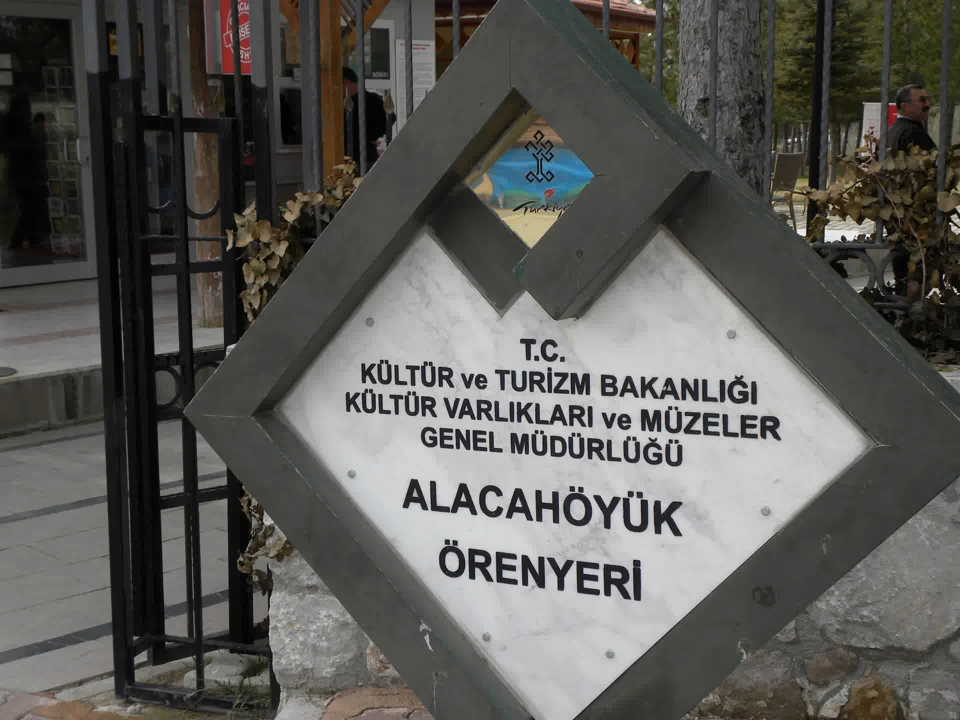 Türkiye
T.C.
KÜLTÜR ve TURİZM BAKANLIĞI
KÜLTÜR VARLIKLARI ve MÜZELER
GENEL MÜDÜRLÜĞÜ
ALACAHÖYÜK
ÖRENYERİ